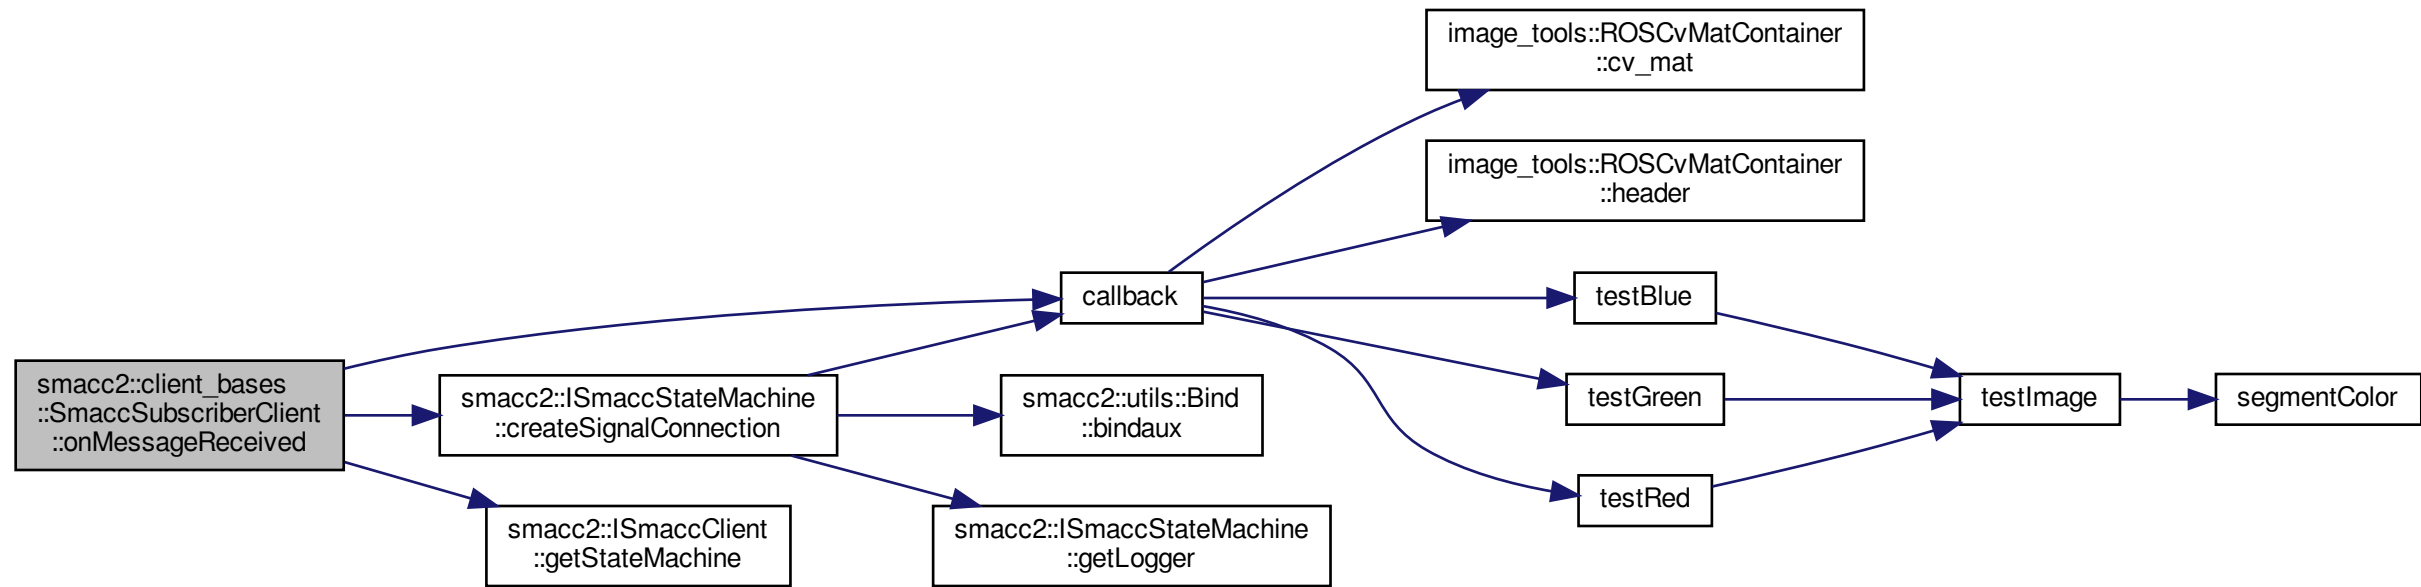 smacc2::client_bases
::SmaccSubscriberClient
::onMessageReceived
smacc2::ISmaccStateMachine
::createSignalConnection
smacc2::ISmaccClient
::getStateMachine
callback
smacc2::utils::Bind
::bindaux
smacc2::ISmaccStateMachine
::getLogger
image_tools::ROSCvMatContainer
::cv_mat
image_tools::ROSCvMatContainer
::header
testBlue
testGreen
testRed
testImage
segmentColor